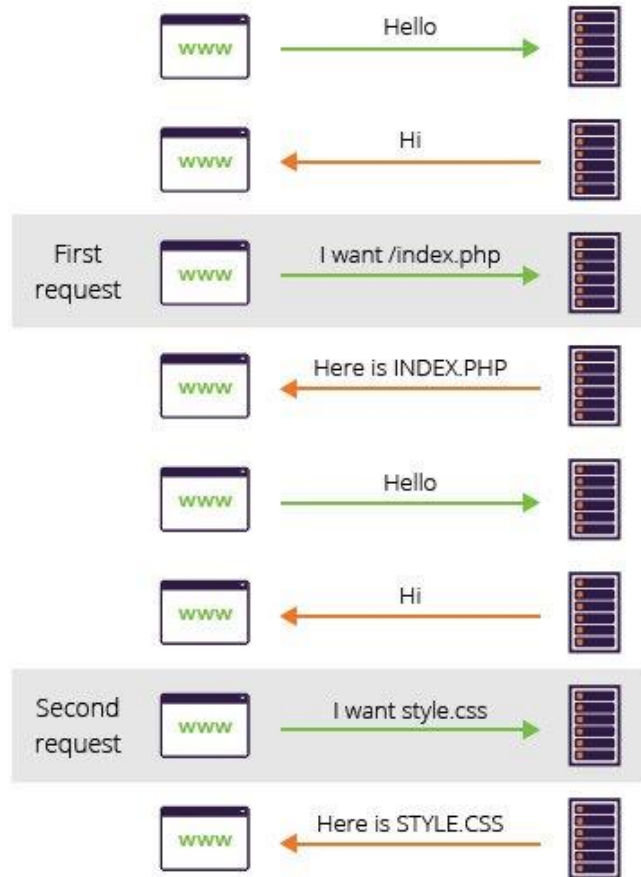 www Hello
www Hi
First request www I want /index.php
www Here is INDEX.PHP
www Hello
www Hi
Second request www I want style.css
www Here is STYLE.CSS